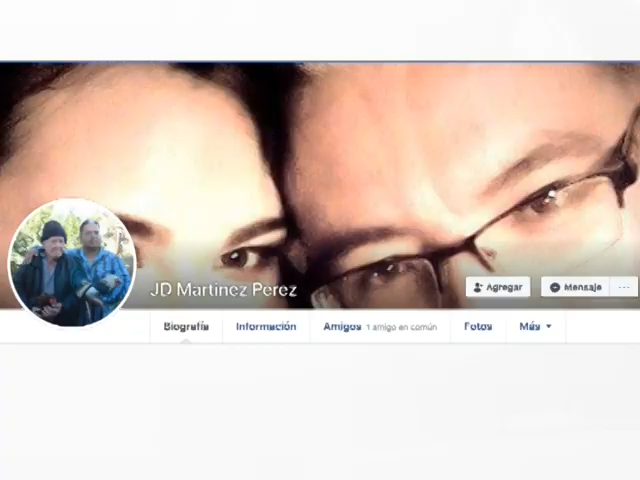 JD Martinez Perez
Agregar Mensaje ...
Biografía Información Amigos 1 amigo en común Fotos Más